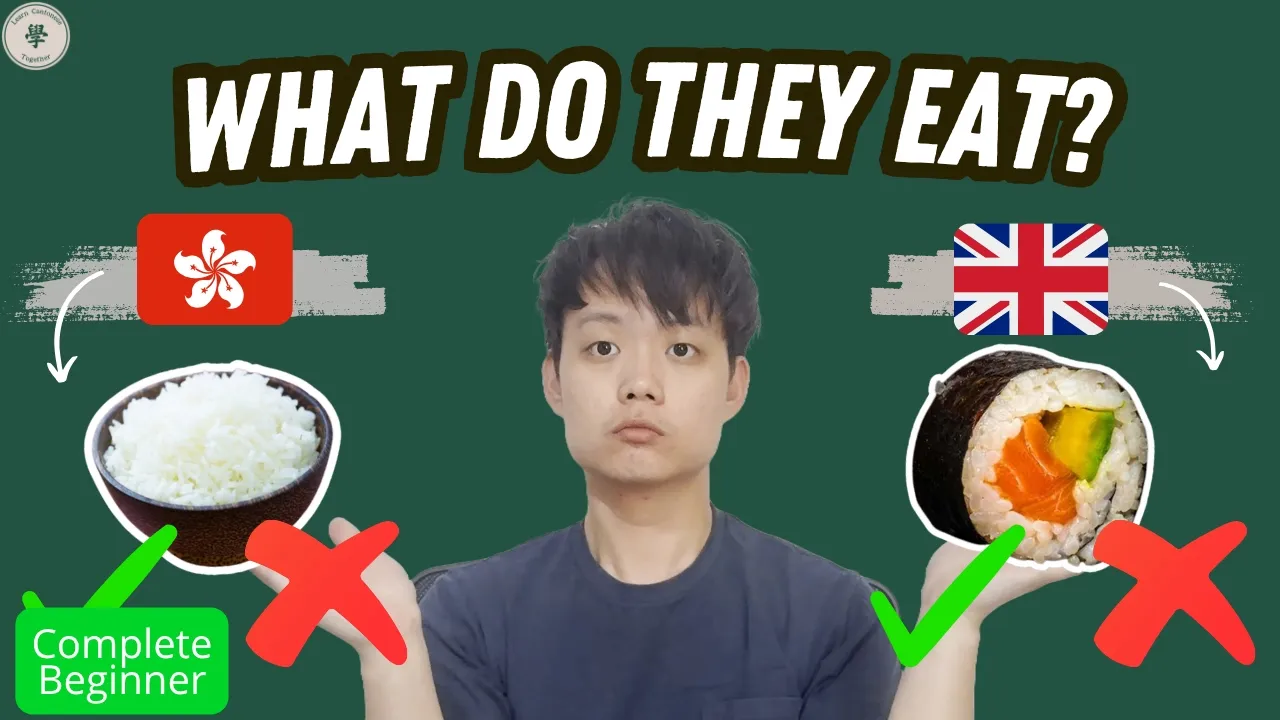 Learn Cantonese
學
Together
WHAT DO THEY EAT?
Complete
Beginner